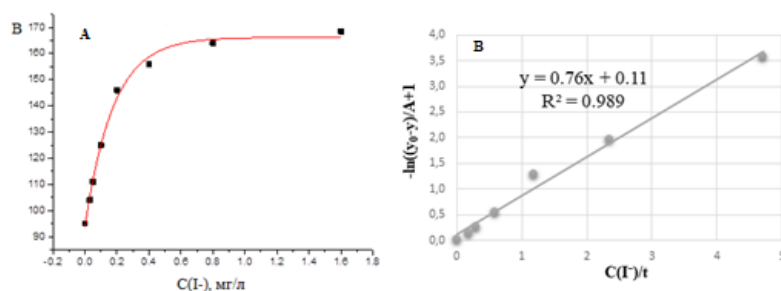 В
A
170
160
150
140
130
120
110
100
90
-0.2 0.0 0.2 0.4 0.6 0.8 1.0 1.2 1.4 1.6 1.8
C(I-), мг/л
В
4,0
3,5
3,0
2,5
2,0
1,5
1,0
0,5
0,0
y = 0.76x + 0.11
R² = 0.989
-ln((y₀-y)/A+1
0 1 2 3 4 5
C(I⁻)/t